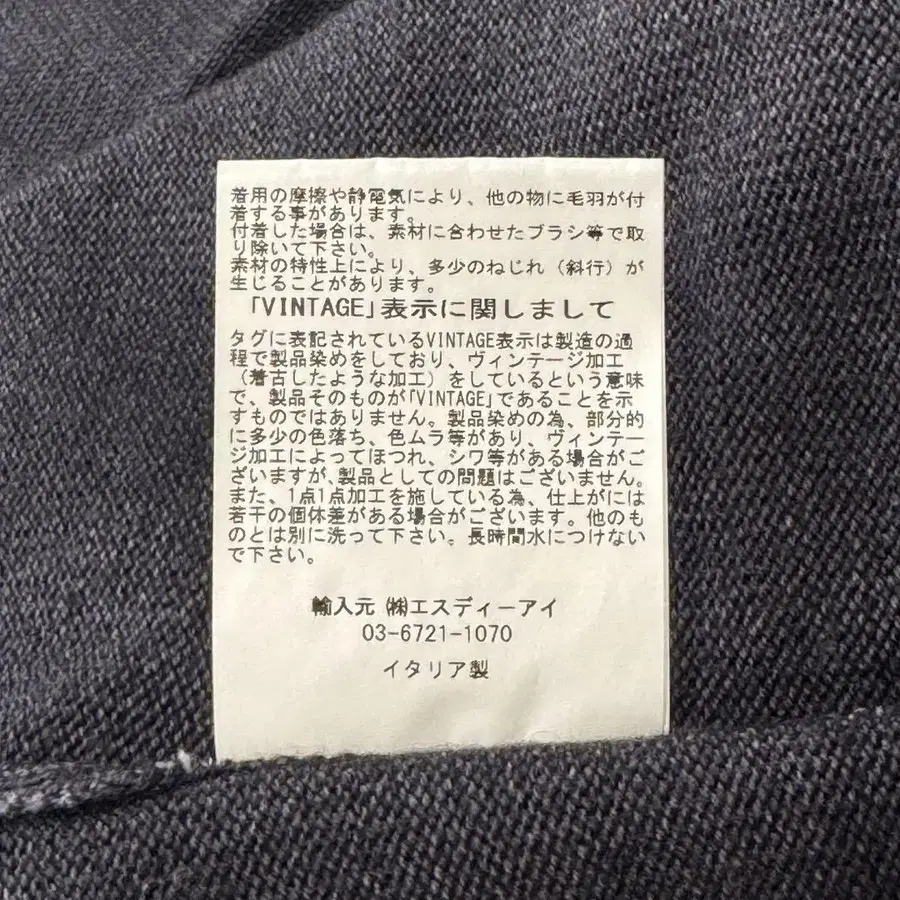 着用の摩擦や静電気により、他の物に毛羽が付
着する事があります。
付着した場合は、素材に合わせたブラシ等で取
り除いて下さい。
素材の特性上により、多少のねじれ（斜行）が
生じることがあります。
「VINTAGE」表示に関しまして
タグに表記されているVINTAGE表示は製造の過
程で製品染めをしており、ヴィンテージ加工
（着古したような加工）をしているという意味
で、製品そのものが「VINTAGE」であることを示
すものではありません。製品染めの為、部分的
に多少の色落ち、色ムラ等があり、ヴィンテー
ジ加工によってほつれ、シワ等がある場合がご
ざいますが、製品としての問題はございません。
また、1点1点加工を施している為、仕上がには
若干の個体差がある場合がございます。他のも
のとは別に洗って下さい。長時間水につけない
で下さい。
輸入元 ㈱エスディーアイ
03-6721-1070
イタリア製